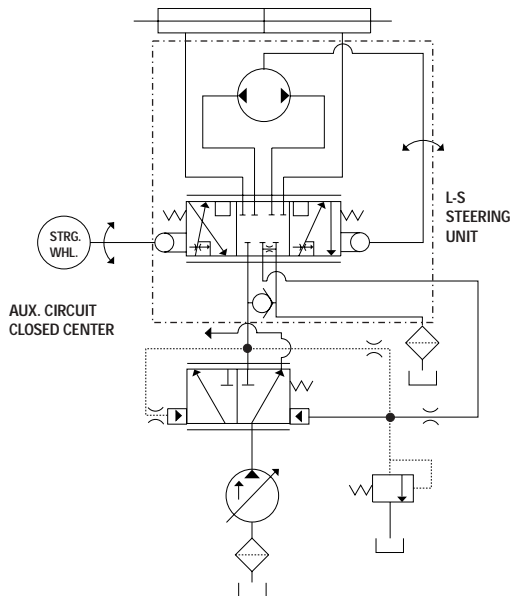 L-S
STEERING
UNIT
STRG.
WHL.
AUX. CIRCUIT
CLOSED CENTER